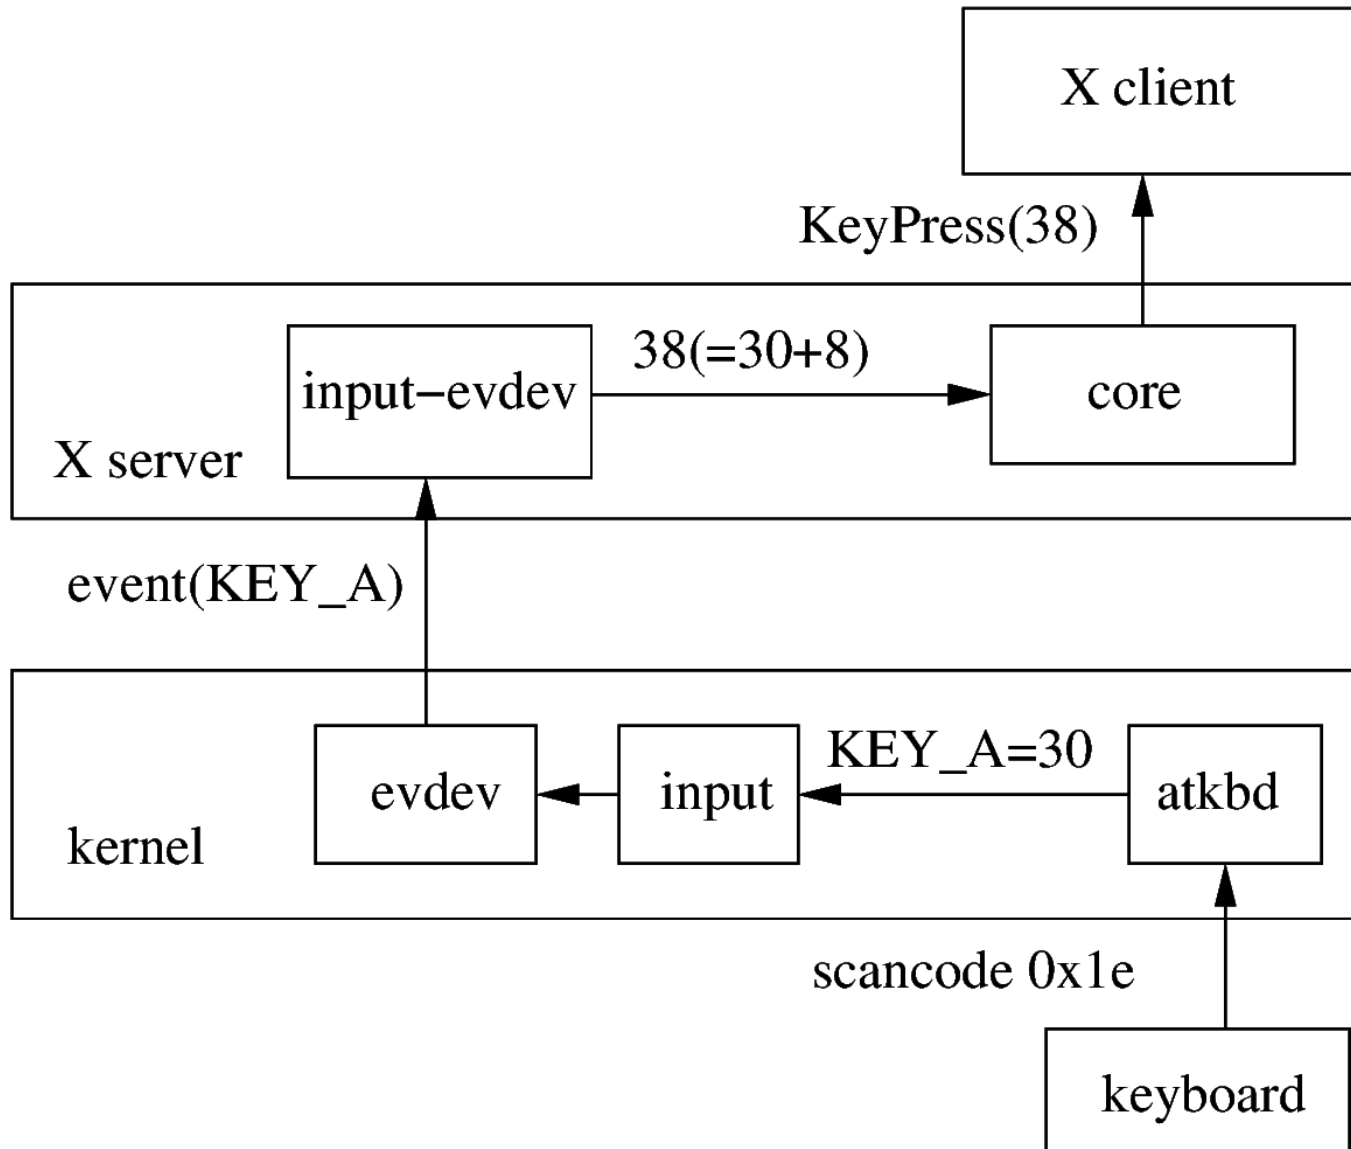 X client
KeyPress(38)
38(=30+8)
input−evdev
core
X server
event(KEY_A)
KEY_A=30
evdev
input
atkbd
kernel
scancode 0x1e
keyboard